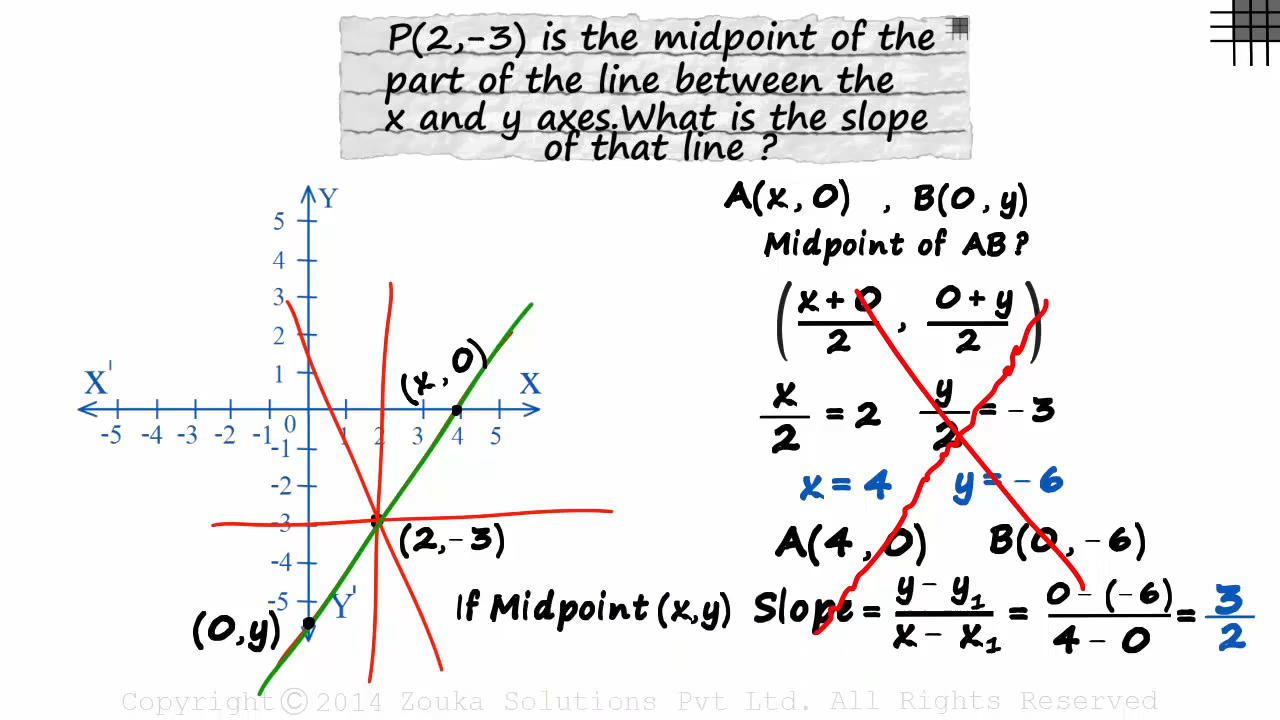 P(2,-3) is the midpoint of the
part of the line between the
x and y axes.What is the slope
of that line ?
A(x, 0) , B(0, y)
Midpoint of AB?
(x + 0 / 2 , 0 + y / 2)
x / 2 = 2 y / 2 = - 3
x = 4 y = - 6
A(4, 0) B(0, - 6)
If Midpoint (x,y) Slope = y - y₁ / x - x₁ = 0 - (- 6) / 4 - 0 = 3 / 2
Y
5
4
3
2
1
(x, 0)
X' X
-5 -4 -3 -2 -1 0 1 2 3 4 5
-1
-2
-3
(2,- 3)
-4
-5
Y'
(0,y)
Copyright© 2014 Zouka Solutions Pvt Ltd. All Rights Reserved